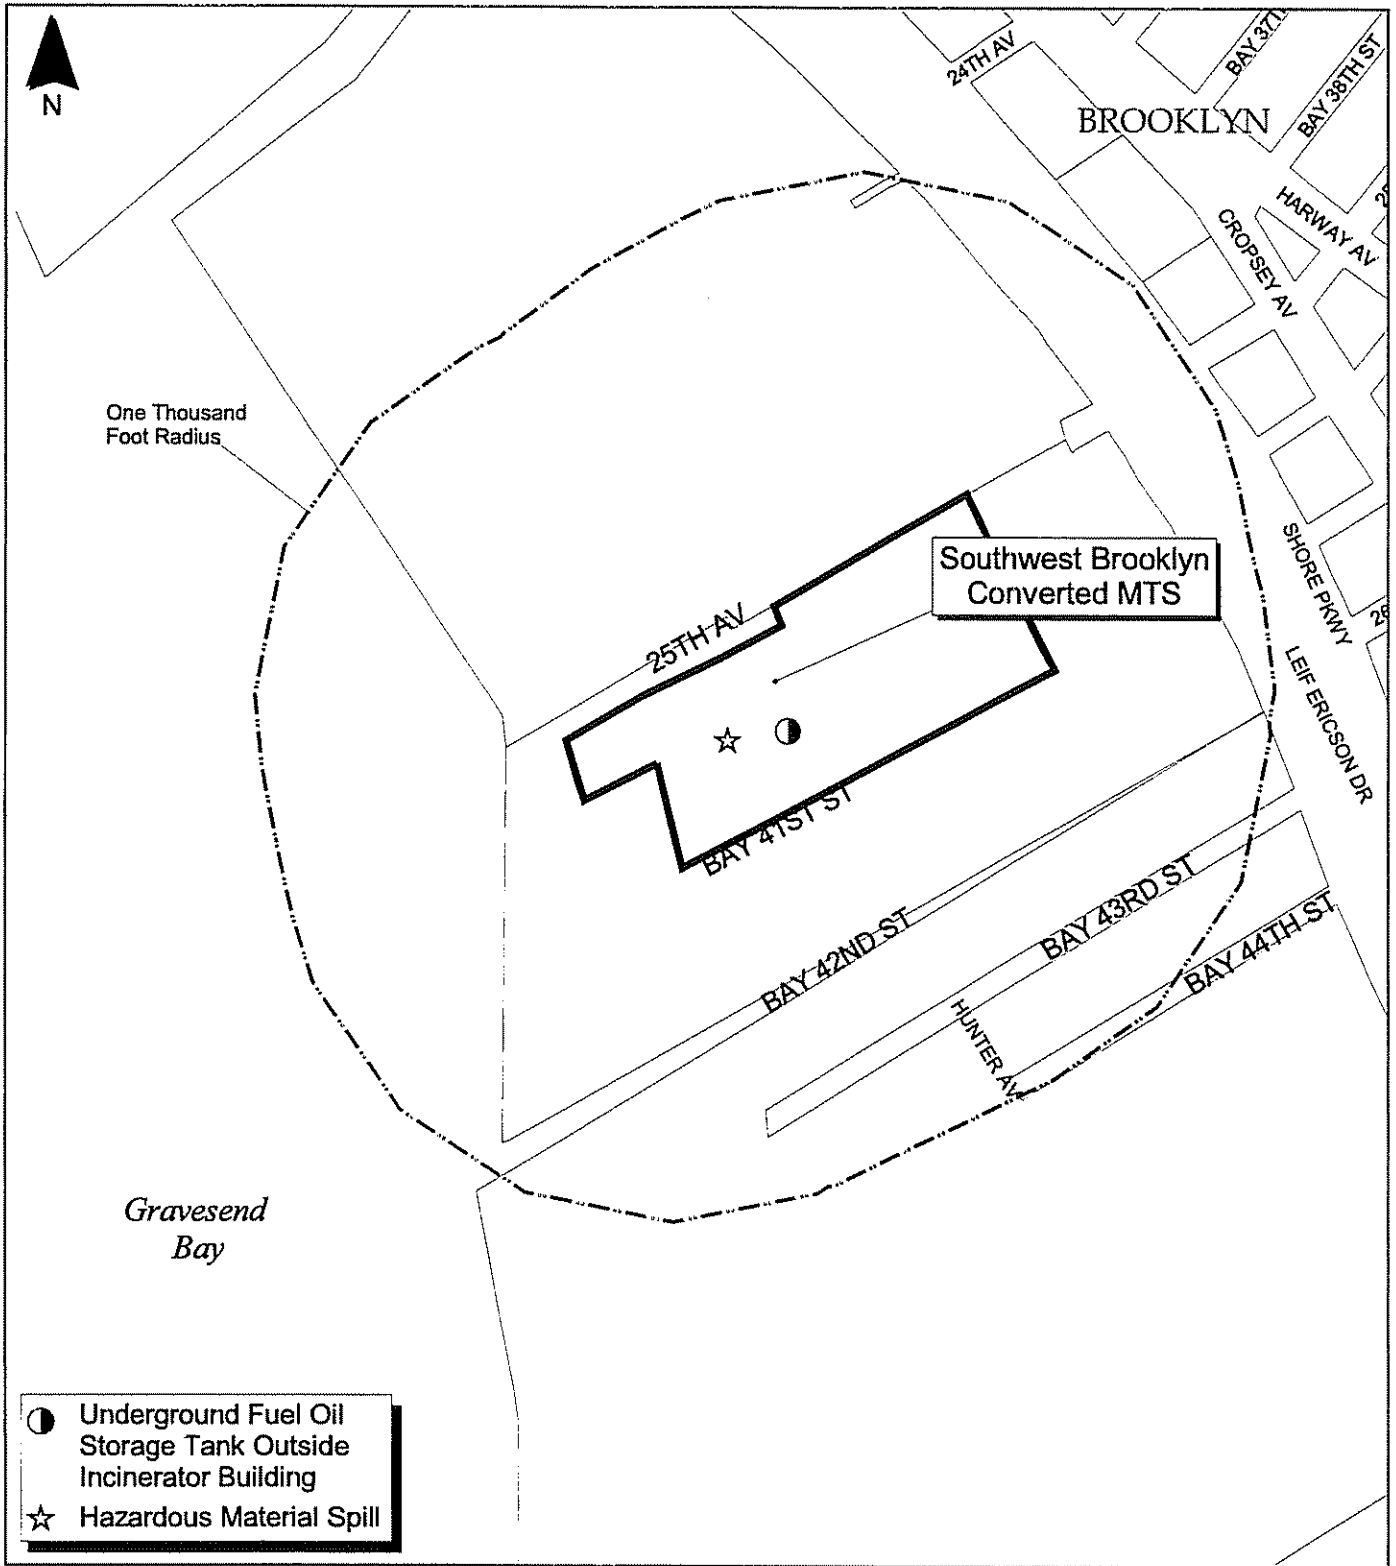 N
24TH AV
BAY 38TH ST
BROOKLYN
HARWAY AV
CROPSEY AV
One Thousand
Foot Radius
Southwest Brooklyn
Converted MTS
SHORE PKWY
25TH AV
LEIF ERICSON DR
BAY 41ST ST
BAY 42ND ST
BAY 43RD ST
BAY 44TH ST
HUNTER AV
Gravesend
Bay
Underground Fuel Oil
Storage Tank Outside
Incinerator Building
Hazardous Material Spill